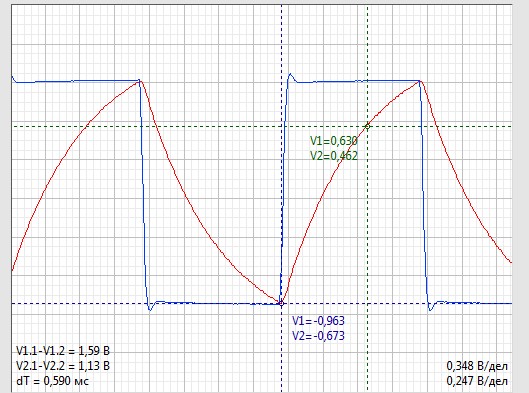 V1=0,630
V2=0,462
V1=-0,963
V2=-0,673
V1.1-V1.2 = 1,59 В
V2.1-V2.2 = 1,13 В
dT = 0,590 мс
0,348 В/дел
0,247 В/дел